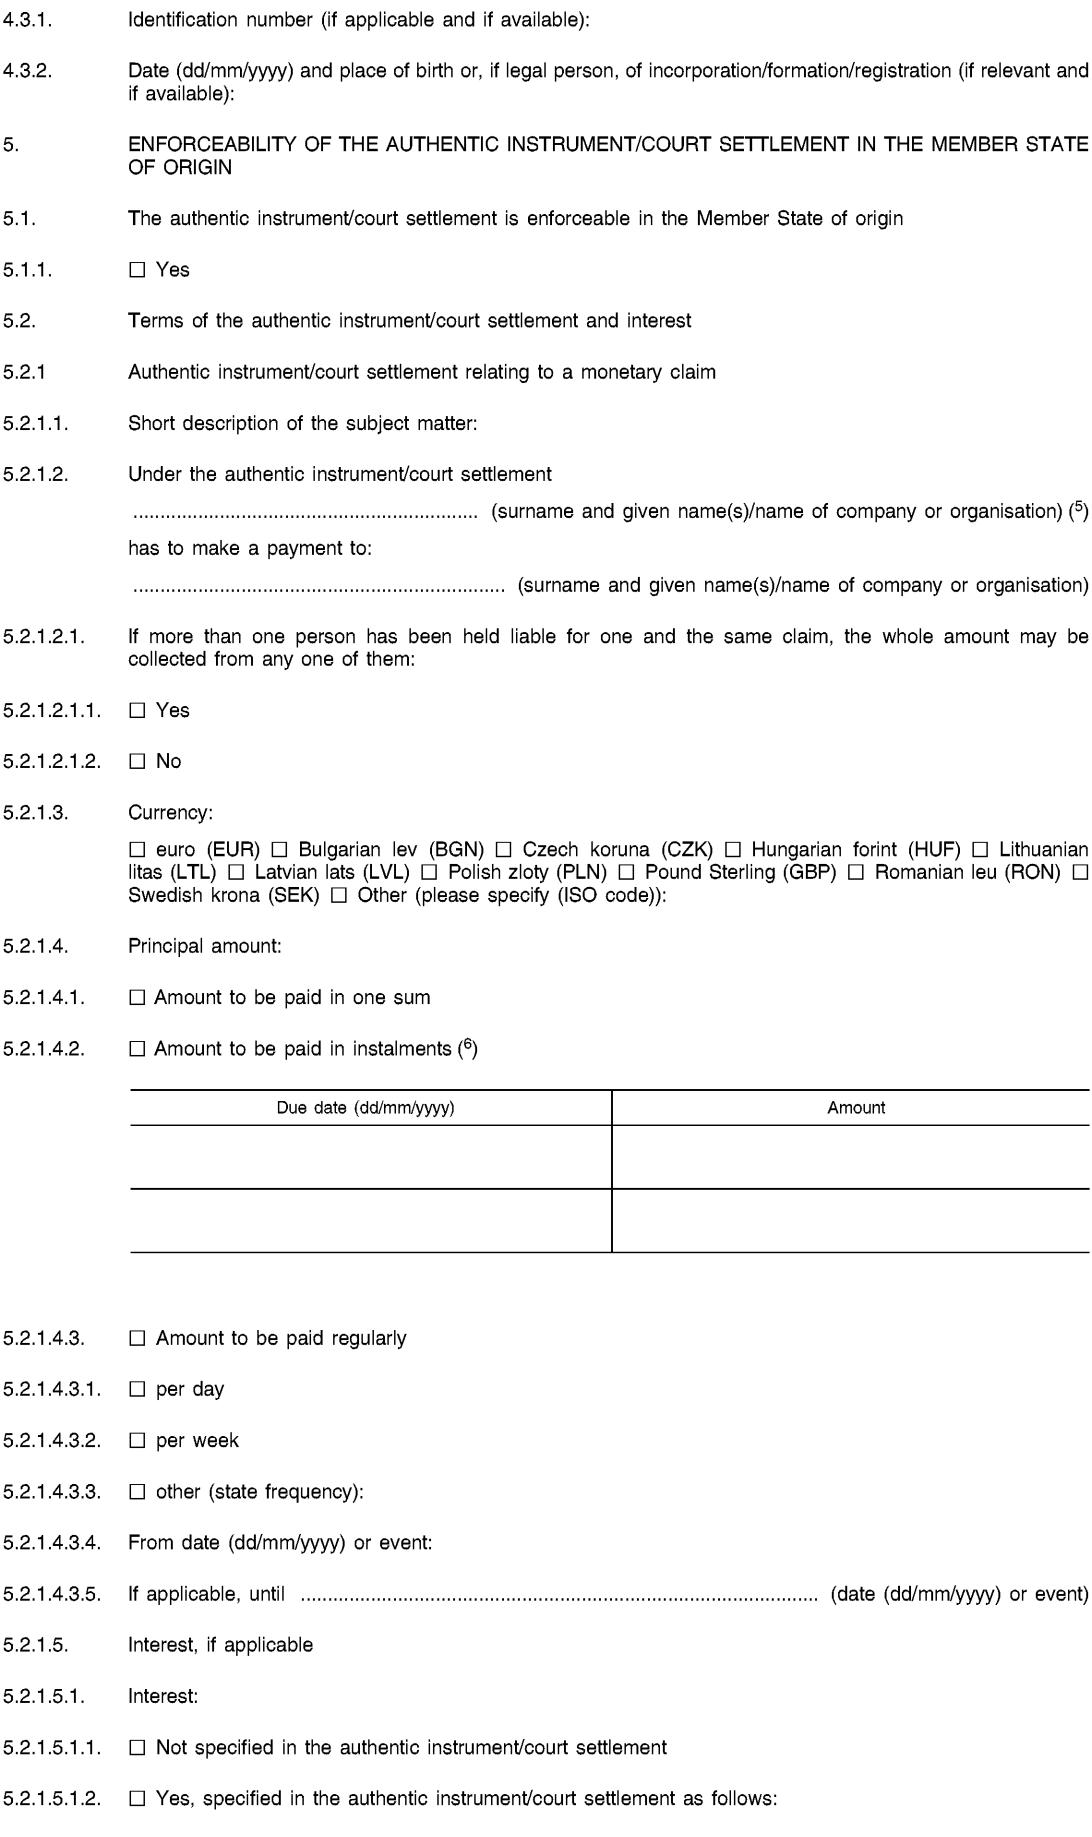 4.3.1. Identification number (if applicable and if available):
4.3.2. Date (dd/mm/yyyy) and place of birth or, if legal person, of incorporation/formation/registration (if relevant and
if available):
5. ENFORCEABILITY OF THE AUTHENTIC INSTRUMENT/COURT SETTLEMENT IN THE MEMBER STATE
OF ORIGIN
5.1. The authentic instrument/court settlement is enforceable in the Member State of origin
5.1.1. ☐ Yes
5.2. Terms of the authentic instrument/court settlement and interest
5.2.1 Authentic instrument/court settlement relating to a monetary claim
5.2.1.1. Short description of the subject matter:
5.2.1.2. Under the authentic instrument/court settlement
................................................................ (surname and given name(s)/name of company or organisation) (5)
has to make a payment to:
..................................................................... (surname and given name(s)/name of company or organisation)
5.2.1.2.1. If more than one person has been held liable for one and the same claim, the whole amount may be
collected from any one of them:
5.2.1.2.1.1. ☐ Yes
5.2.1.2.1.2. ☐ No
5.2.1.3. Currency:
☐ euro (EUR) ☐ Bulgarian lev (BGN) ☐ Czech koruna (CZK) ☐ Hungarian forint (HUF) ☐ Lithuanian
litas (LTL) ☐ Latvian lats (LVL) ☐ Polish zloty (PLN) ☐ Pound Sterling (GBP) ☐ Romanian leu (RON) ☐
Swedish krona (SEK) ☐ Other (please specify (ISO code)):
5.2.1.4. Principal amount:
5.2.1.4.1. ☐ Amount to be paid in one sum
5.2.1.4.2. ☐ Amount to be paid in instalments (6)
Due date (dd/mm/yyyy) Amount
5.2.1.4.3. ☐ Amount to be paid regularly
5.2.1.4.3.1. ☐ per day
5.2.1.4.3.2. ☐ per week
5.2.1.4.3.3. ☐ other (state frequency):
5.2.1.4.3.4. From date (dd/mm/yyyy) or event:
5.2.1.4.3.5. If applicable, until ................................................................................................ (date (dd/mm/yyyy) or event)
5.2.1.5. Interest, if applicable
5.2.1.5.1. Interest:
5.2.1.5.1.1. ☐ Not specified in the authentic instrument/court settlement
5.2.1.5.1.2. ☐ Yes, specified in the authentic instrument/court settlement as follows: